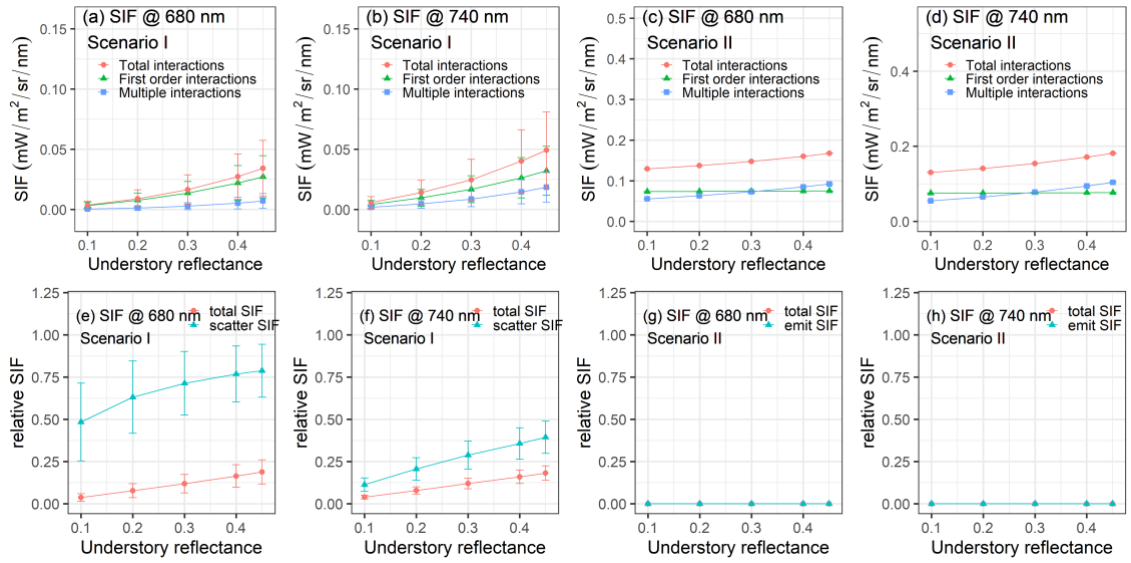 (a) SIF @ 680 nm
Scenario I
Total interactions
First order interactions
Multiple interactions
SIF (mW/m²/sr/nm)
0.15
0.10
0.05
0.00
0.1 0.2 0.3 0.4
Understory reflectance
(b) SIF @ 740 nm
Scenario I
Total interactions
First order interactions
Multiple interactions
SIF (mW/m²/sr/nm)
0.15
0.10
0.05
0.00
0.1 0.2 0.3 0.4
Understory reflectance
(c) SIF @ 680 nm
Scenario II
Total interactions
First order interactions
Multiple interactions
SIF (mW/m²/sr/nm)
0.5
0.4
0.3
0.2
0.1
0.0
0.1 0.2 0.3 0.4
Understory reflectance
(d) SIF @ 740 nm
Scenario II
Total interactions
First order interactions
Multiple interactions
SIF (mW/m²/sr/nm)
0.4
0.2
0.0
0.1 0.2 0.3 0.4
Understory reflectance
(e) SIF @ 680 nm
Scenario I
total SIF
scatter SIF
relative SIF
1.25
1.00
0.75
0.50
0.25
0.00
0.1 0.2 0.3 0.4
Understory reflectance
(f) SIF @ 740 nm
Scenario I
total SIF
scatter SIF
relative SIF
1.25
1.00
0.75
0.50
0.25
0.00
0.1 0.2 0.3 0.4
Understory reflectance
(g) SIF @ 680 nm
Scenario II
total SIF
emit SIF
relative SIF
1.25
1.00
0.75
0.50
0.25
0.00
0.1 0.2 0.3 0.4
Understory reflectance
(h) SIF @ 740 nm
Scenario II
total SIF
emit SIF
relative SIF
1.25
1.00
0.75
0.50
0.25
0.00
0.1 0.2 0.3 0.4
Understory reflectance